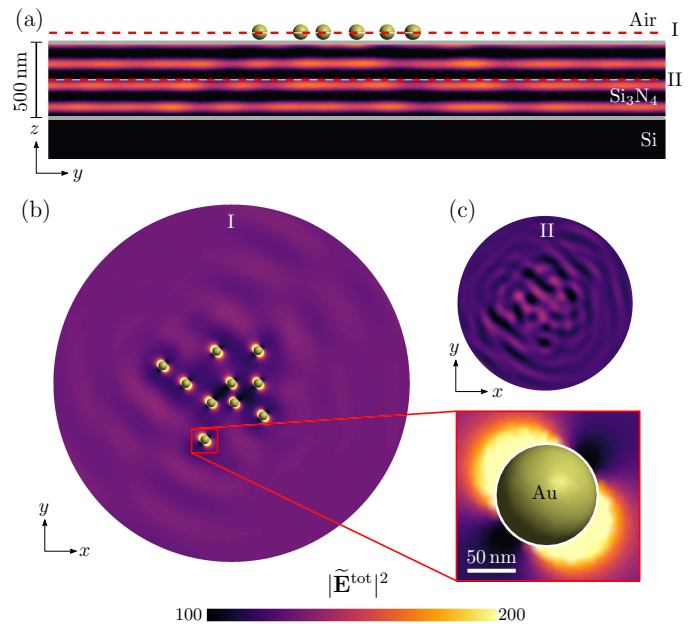 (a)
Air
I
500 nm
II
Si₃N₄
Si
z
y
(b)
I
(c)
II
y
x
Au
50 nm
y
x
|Ẽᵗᵒᵗ|²
100
200